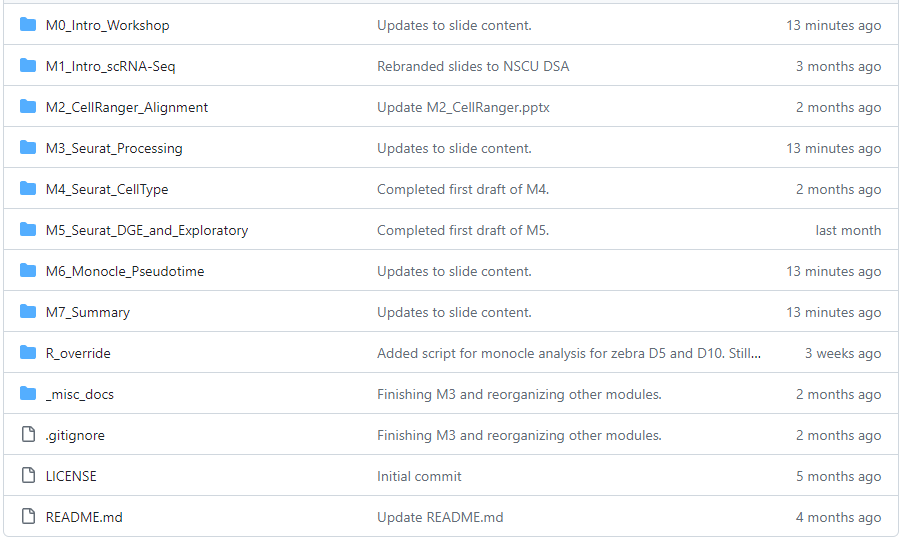 M0_Intro_Workshop Updates to slide content. 13 minutes ago
M1_Intro_scRNA-Seq Rebranded slides to NSCU DSA 3 months ago
M2_CellRanger_Alignment Update M2_CellRanger.pptx 2 months ago
M3_Seurat_Processing Updates to slide content. 13 minutes ago
M4_Seurat_CellType Completed first draft of M4. 2 months ago
M5_Seurat_DGE_and_Exploratory Completed first draft of M5. last month
M6_Monocle_Pseudotime Updates to slide content. 13 minutes ago
M7_Summary Updates to slide content. 13 minutes ago
R_override Added script for monocle analysis for zebra D5 and D10. Still... 3 weeks ago
_misc_docs Finishing M3 and reorganizing other modules. 2 months ago
.gitignore Finishing M3 and reorganizing other modules. 2 months ago
LICENSE Initial commit 5 months ago
README.md Update README.md 4 months ago